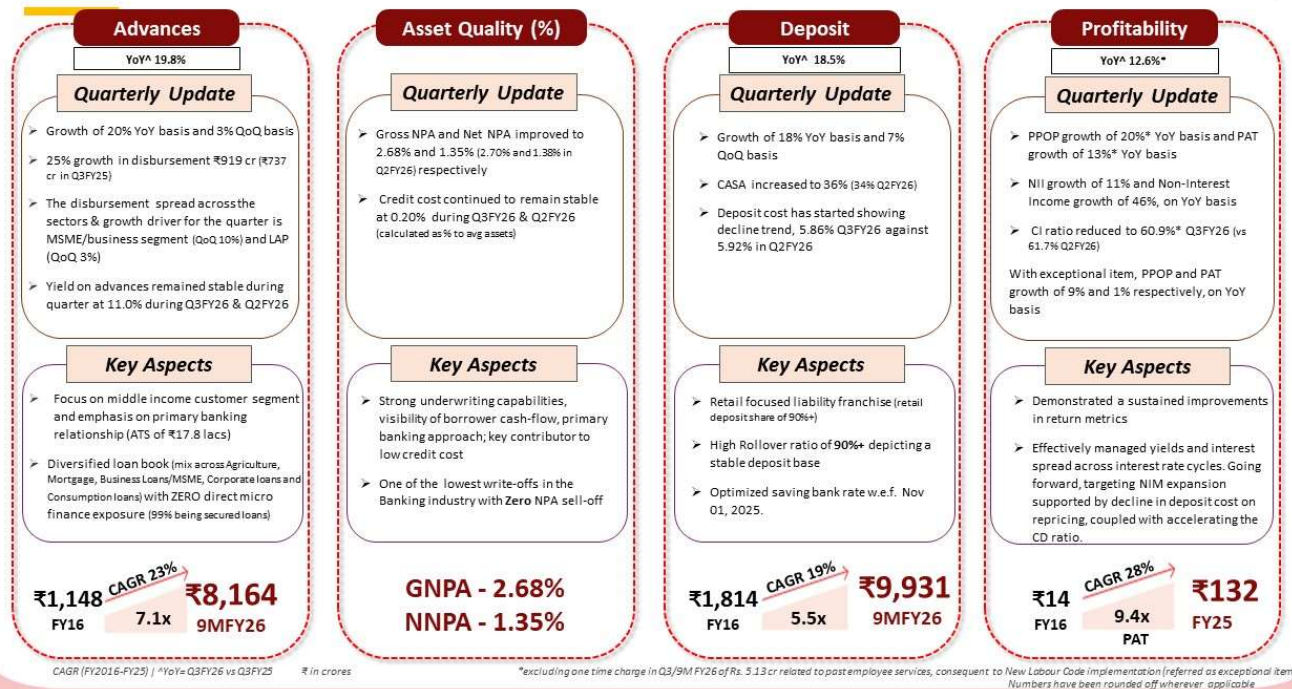 Advances
YoY^ 19.8%
Quarterly Update
➢ Growth of 20% YoY basis and 3% QoQ basis
➢ 25% growth in disbursement ₹919 cr (₹737
cr in Q3FY25)
➢ The disbursement spread across the
sectors & growth driver for the quarter is
MSME/business segment (QoQ 10%) and LAP
(QoQ 3%)
➢ Yield on advances remained stable during
quarter at 11.0% during Q3FY26 & Q2FY26
Key Aspects
➢ Focus on middle income customer segment
and emphasis on primary banking
relationship (ATS of ₹17.8 lacs)
➢ Diversified loan book (mix across Agriculture,
Mortgage, Business Loans/MSME, Corporate loans and
Consumption loans) with ZERO direct micro
finance exposure (99% being secured loans)
₹1,148
FY16
CAGR 23%
7.1x
₹8,164
9MFY26
Asset Quality (%)
Quarterly Update
➢ Gross NPA and Net NPA improved to
2.68% and 1.35% (2.70% and 1.38% in
Q2FY26) respectively
➢ Credit cost continued to remain stable
at 0.20% during Q3FY26 & Q2FY26
(calculated as % to avg assets)
Key Aspects
➢ Strong underwriting capabilities,
visibility of borrower cash-flow, primary
banking approach; key contributor to
low credit cost
➢ One of the lowest write-offs in the
Banking industry with Zero NPA sell-off
GNPA - 2.68%
NNPA - 1.35%
Deposit
YoY^ 18.5%
Quarterly Update
➢ Growth of 18% YoY basis and 7%
QoQ basis
➢ CASA increased to 36% (34% Q2FY26)
➢ Deposit cost has started showing
decline trend, 5.86% Q3FY26 against
5.92% in Q2FY26
Key Aspects
➢ Retail focused liability franchise (retail
deposit share of 90%+)
➢ High Rollover ratio of 90%+ depicting a
stable deposit base
➢ Optimized saving bank rate w.e.f. Nov
01, 2025.
₹1,814
FY16
CAGR 19%
5.5x
₹9,931
9MFY26
Profitability
YoY^ 12.6%*
Quarterly Update
➢ PPOP growth of 20%* YoY basis and PAT
growth of 13%* YoY basis
➢ NII growth of 11% and Non-Interest
Income growth of 46%, on YoY basis
➢ CI ratio reduced to 60.9%* Q3FY26 (vs
61.7% Q2FY26)
With exceptional item, PPOP and PAT
growth of 9% and 1% respectively, on YoY
basis
Key Aspects
➢ Demonstrated a sustained improvements
in return metrics
➢ Effectively managed yields and interest
spread across interest rate cycles. Going
forward, targeting NIM expansion
supported by decline in deposit cost on
repricing, coupled with accelerating the
CD ratio.
₹14
FY16
CAGR 28%
9.4x
PAT
₹132
FY25
CAGR (FY2016-FY25) | ^YoY= Q3FY26 vs Q3FY25 ₹ in crores
*excluding one time charge in Q3/9M FY26 of Rs. 5.13 cr related to past employee services, consequent to New Labour Code implementation (referred as exceptional item
Numbers have been rounded off wherever applicable